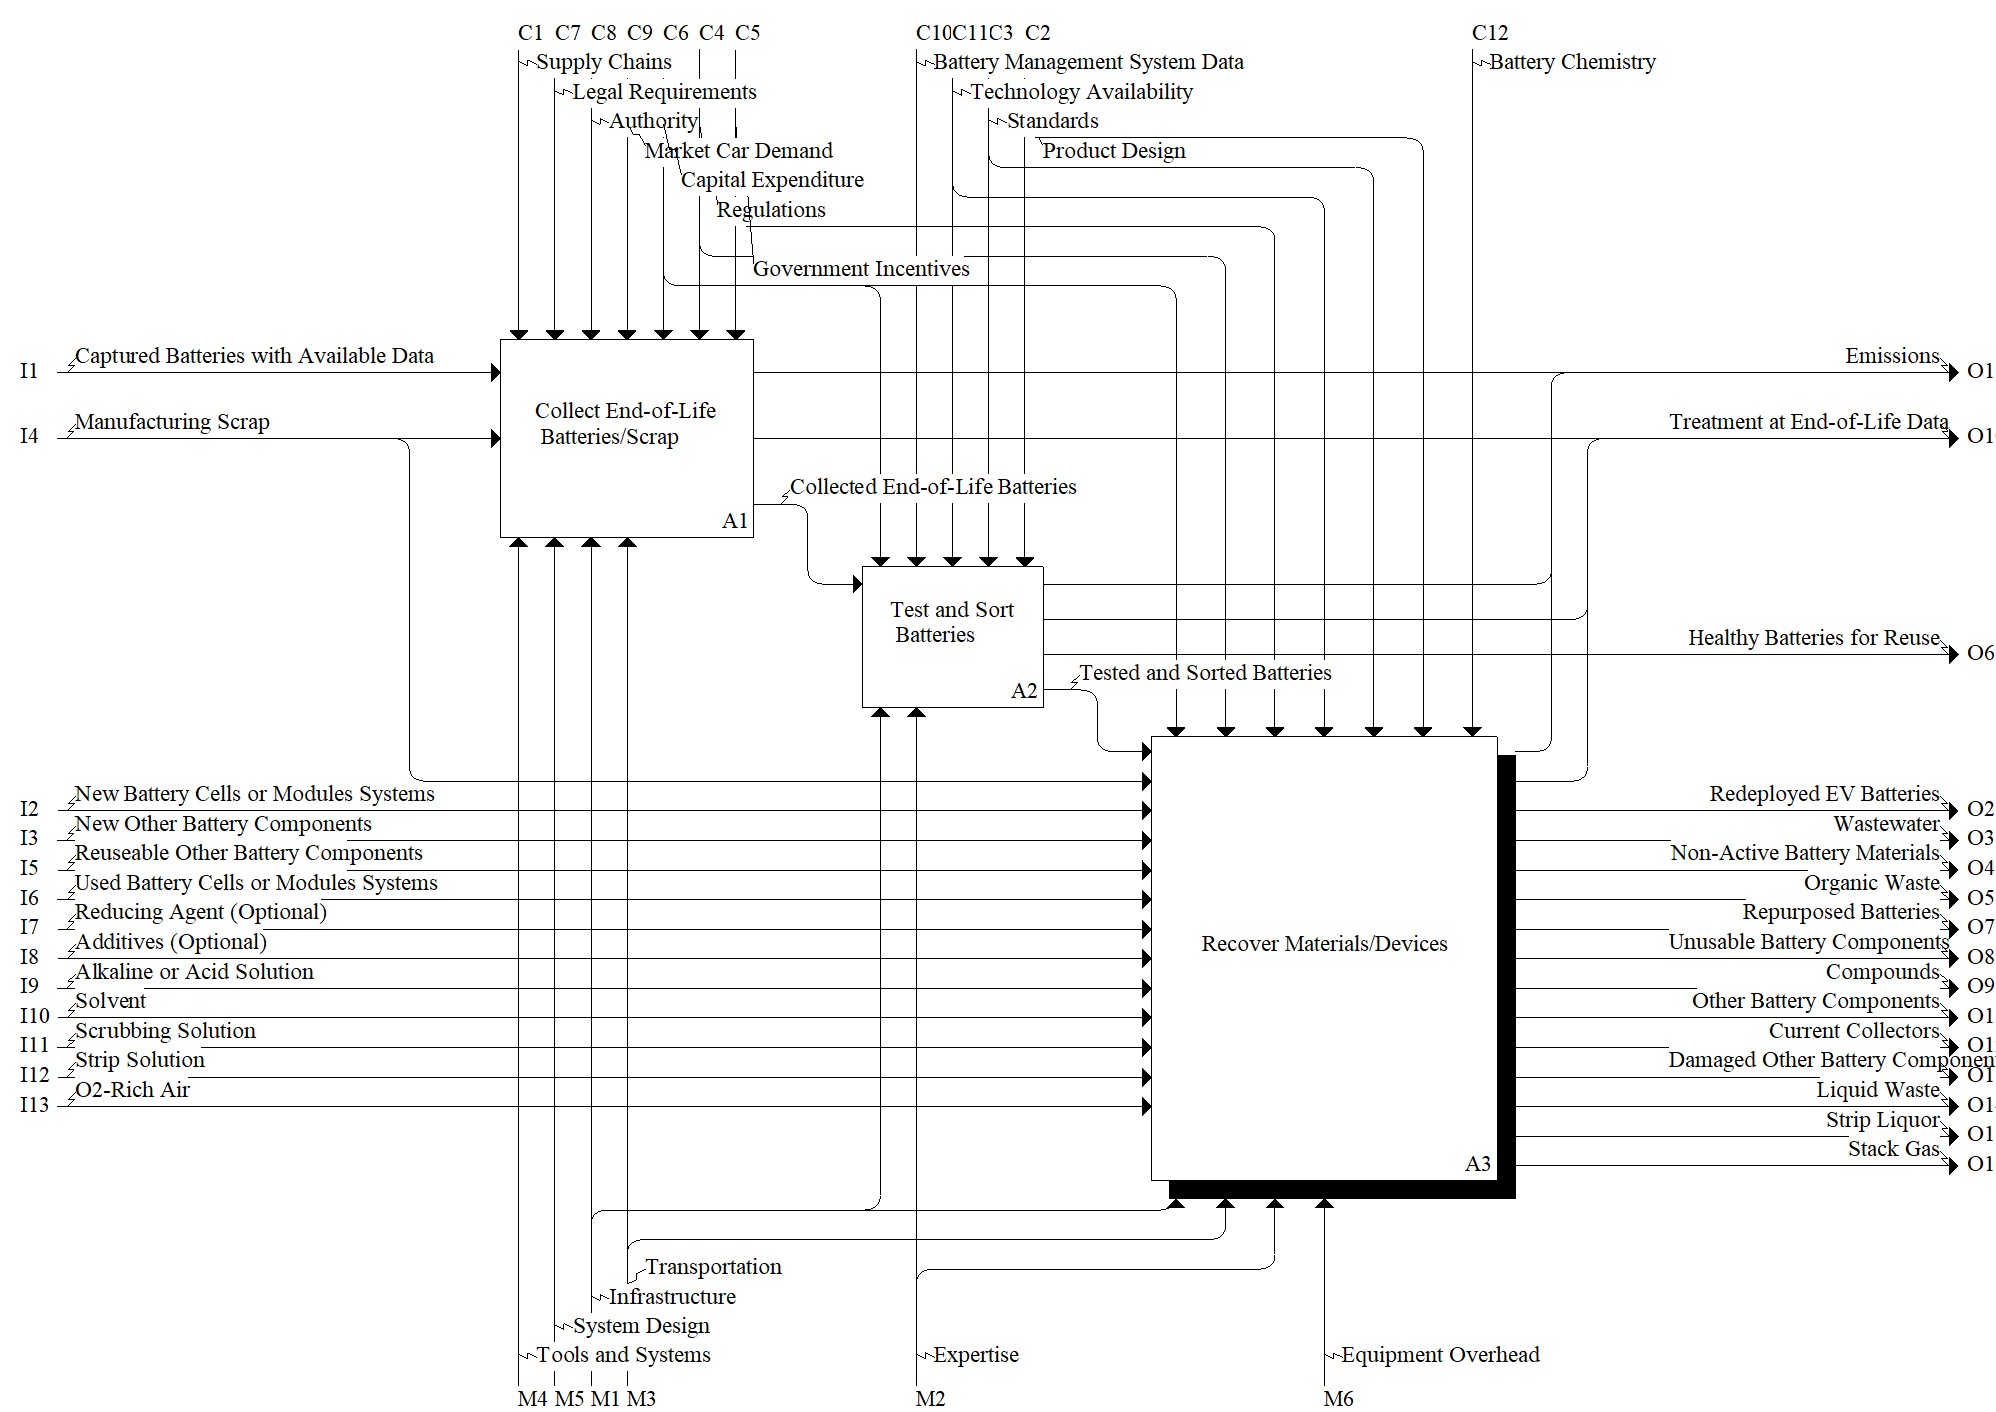 C1 C7 C8 C9 C6 C4 C5 C10 C11 C3 C2 C12
Supply Chains Battery Management System Data Battery Chemistry
Legal Requirements Technology Availability
Authority Standards
Market Car Demand Product Design
Capital Expenditure
Regulations
Government Incentives
I1 Captured Batteries with Available Data Emissions O1
I4 Manufacturing Scrap Treatment at End-of-Life Data O1
Collect End-of-Life
Batteries/Scrap
A1
Collected End-of-Life Batteries
Test and Sort
Batteries
A2
Healthy Batteries for Reuse O6
Tested and Sorted Batteries
I2 New Battery Cells or Modules Systems Redeployed EV Batteries O2
I3 New Other Battery Components Wastewater O3
I5 Reuseable Other Battery Components Non-Active Battery Materials O4
I6 Used Battery Cells or Modules Systems Organic Waste O5
I7 Reducing Agent (Optional) Repurposed Batteries O7
I8 Additives (Optional) Unusable Battery Components O8
I9 Alkaline or Acid Solution Compounds O9
I10 Solvent Other Battery Components O1
I11 Scrubbing Solution Current Collectors O1
I12 Strip Solution Damaged Other Battery Componen O1
I13 O2-Rich Air Liquid Waste O1
Strip Liquor O1
Stack Gas O1
Recover Materials/Devices
A3
Transportation
Infrastructure
System Design
Tools and Systems Expertise Equipment Overhead
M4 M5 M1 M3 M2 M6